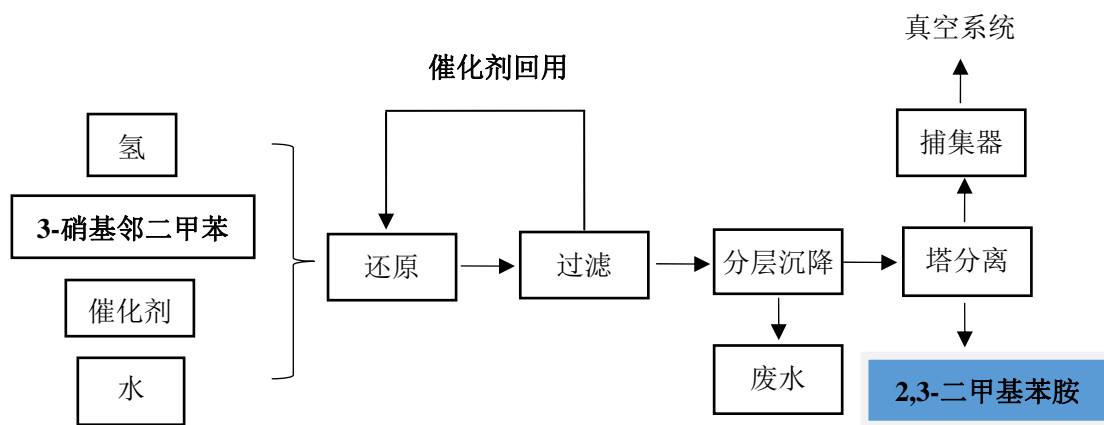 真空系统
催化剂回用
氢
捕集器
3-硝基邻二甲苯
还原
过滤
分层沉降
塔分离
催化剂
水
废水
2,3-二甲基苯胺